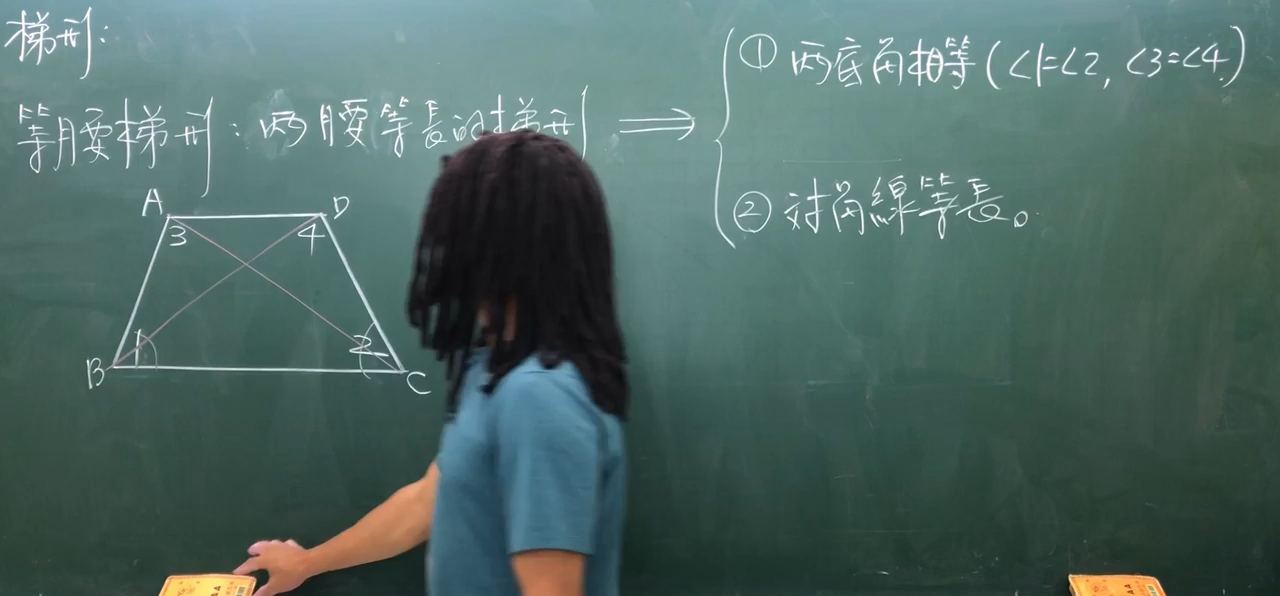 梯形:
等腰梯形:兩腰等長的梯形 ⟹
① 兩底角相等(∠1=∠2, ∠3=∠4)
② 对角線等長。
A D
3 4
1 2
B C